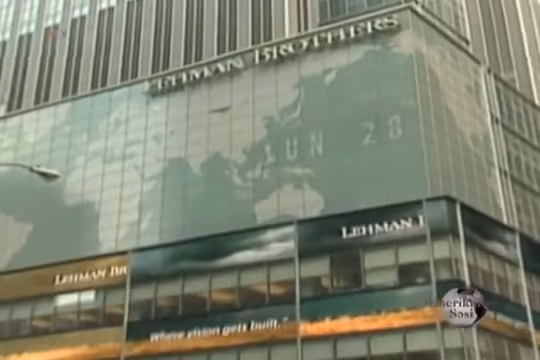 LEHMAN BROTHERS
JUN 28
LEHMAN BR
LEHMAN
"Where vision gets built."
Sosi